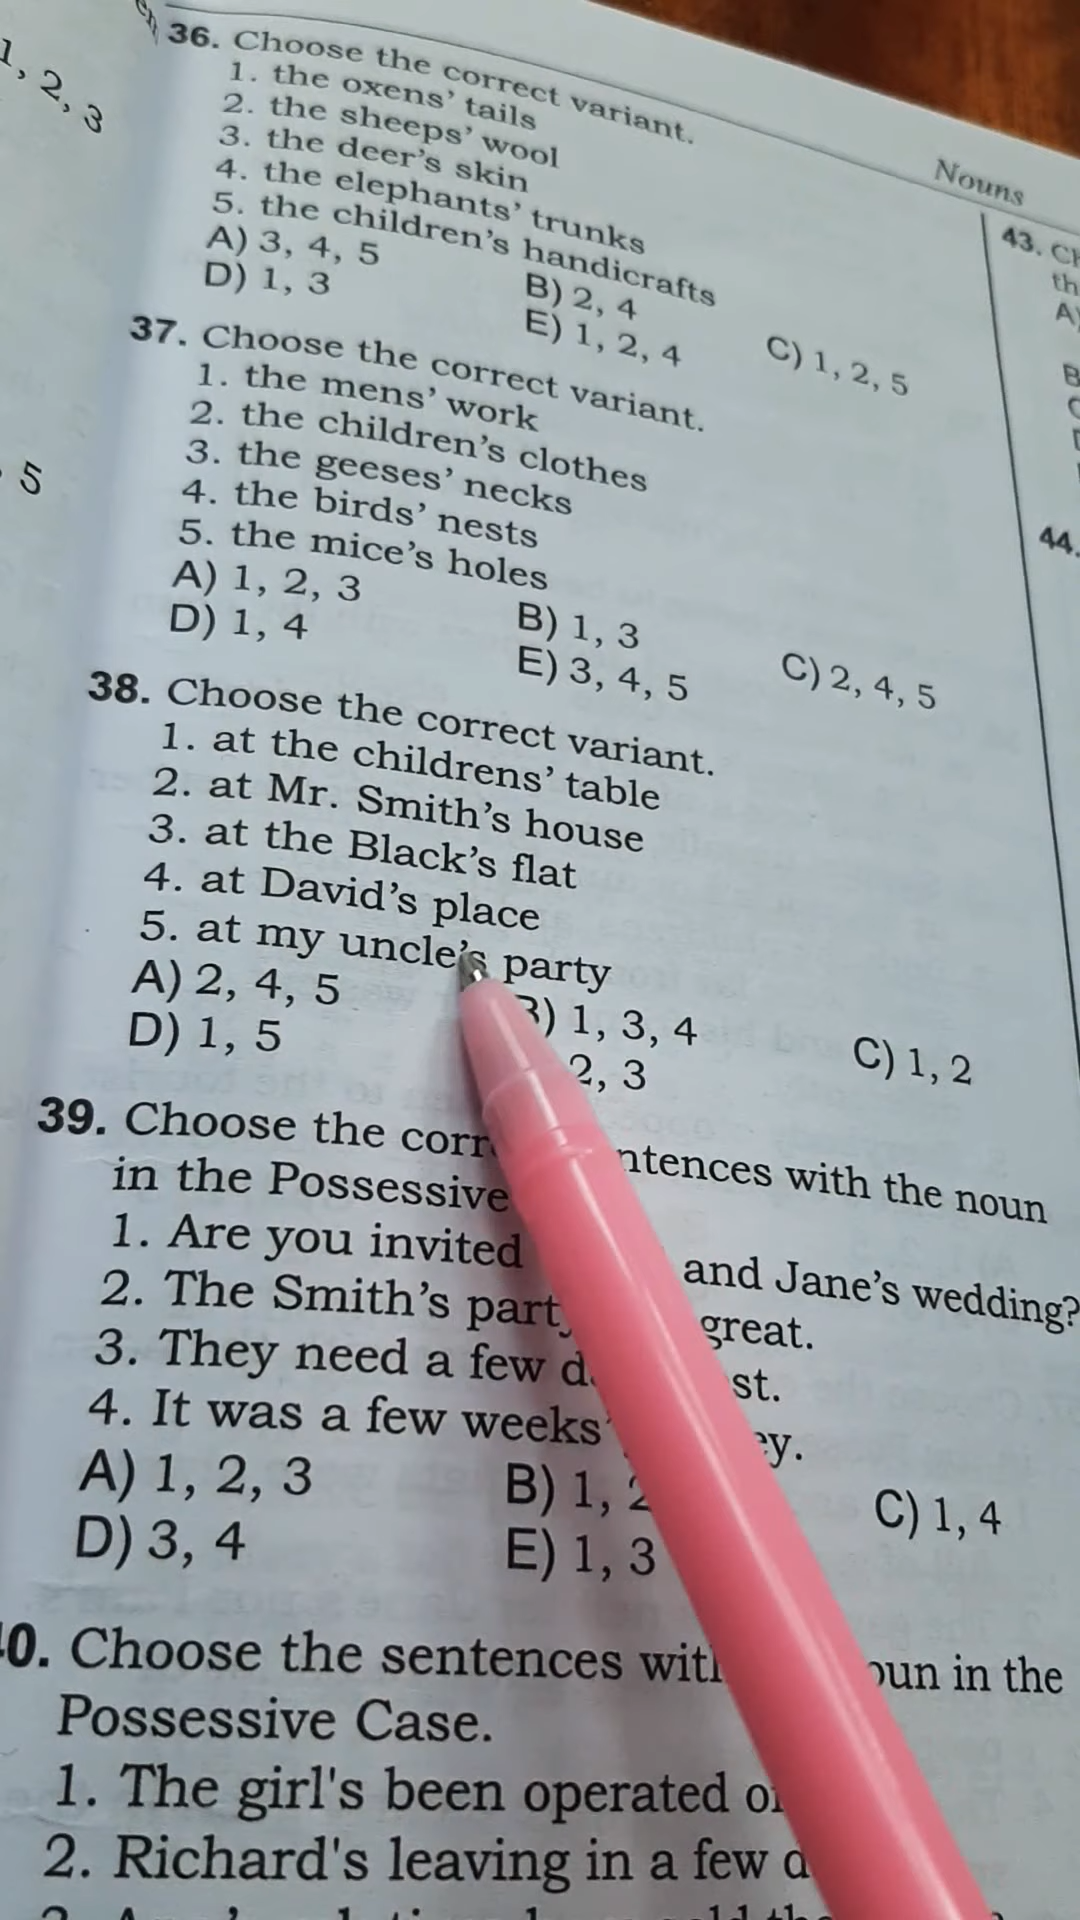 1, 2, 3
5
Nouns
36. Choose the correct variant.
1. the oxens’ tails
2. the sheeps’ wool
3. the deer’s skin
4. the elephants’ trunks
5. the children’s handicrafts
A) 3, 4, 5 B) 2, 4 C) 1, 2, 5
D) 1, 3 E) 1, 2, 4
37. Choose the correct variant.
1. the mens’ work
2. the children’s clothes
3. the geeses’ necks
4. the birds’ nests
5. the mice’s holes
A) 1, 2, 3 B) 1, 3 C) 2, 4, 5
D) 1, 4 E) 3, 4, 5
38. Choose the correct variant.
1. at the childrens’ table
2. at Mr. Smith’s house
3. at the Black’s flat
4. at David’s place
5. at my uncle’s party
A) 2, 4, 5 B) 1, 3, 4 C) 1, 2
D) 1, 5 2, 3
39. Choose the
in the Possessive with the noun
1. Are you invited and Jane’s wedding?
2. The Smith’s great.
3. They need a few
4. It was a few weeks’
A) 1, 2, 3 B) 1, C) 1, 4
D) 3, 4 E) 1, 3
0. Choose the sentences in the
Possessive Case.
1. The girl's been operated
2. Richard's leaving in a few
43.
A)
44.